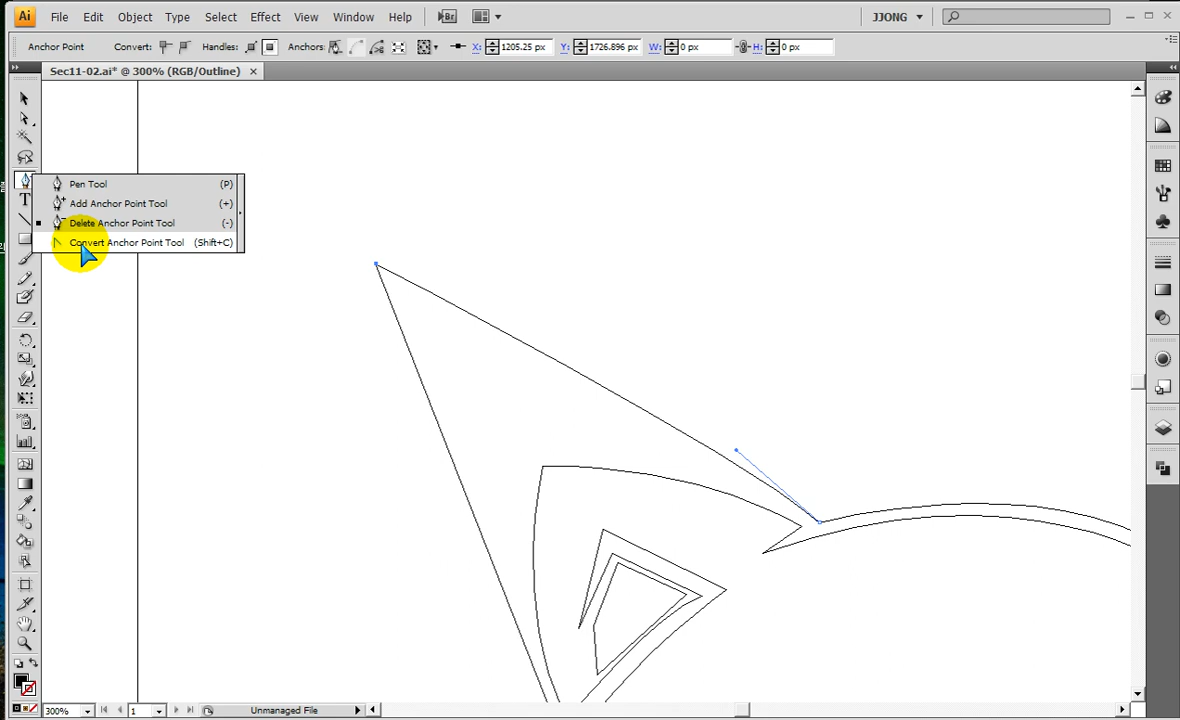 Ai File Edit Object Type Select Effect View Window Help Br JJONG
Anchor Point Convert: Handles: Anchors: X: 1205.25 px Y: 1726.896 px W: 0 px H: 0 px
Sec11-02.ai* @ 300% (RGB/Outline)
Pen Tool (P)
Add Anchor Point Tool (+)
Delete Anchor Point Tool (-)
Convert Anchor Point Tool (Shift+C)
T
300% 1 Unmanaged File